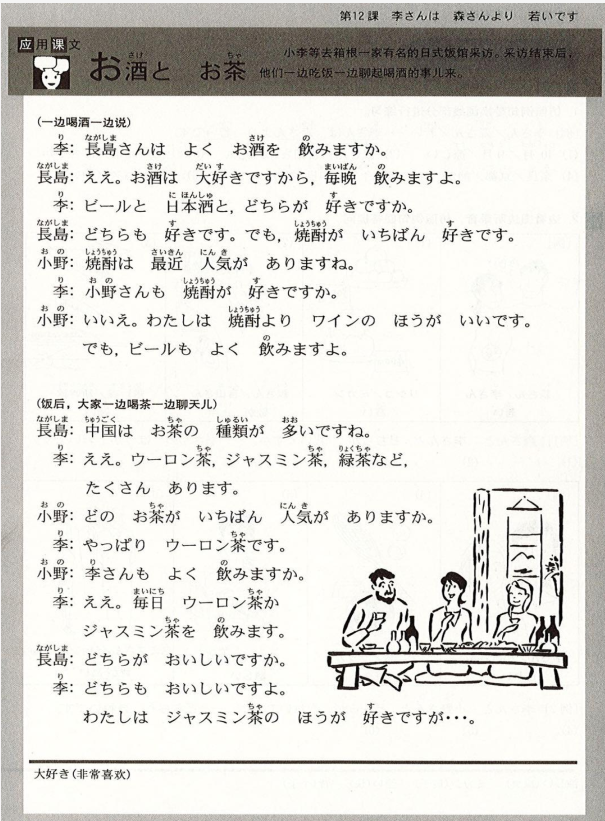 第12課　李さんは　森さんより　若いです
应用课文
お酒と　お茶
小李等去箱根一家有名的日式饭馆采访。采访结束后，
他们一边吃饭一边聊起喝酒的事儿来。
(一边喝酒一边说)
李：長島さんは　よく　お酒を　飲みますか。
長島：ええ。お酒は　大好きですから，毎晩　飲みますよ。
李：ビールと　日本酒と，どちらが　好きですか。
長島：どちらも　好きです。でも，焼酎が　いちばん　好きです。
小野：焼酎は　最近　人気が　ありますね。
李：小野さんも　焼酎が　好きですか。
小野：いいえ。わたしは　焼酎より　ワインの　ほうが　いいです。
でも，ビールも　よく　飲みますよ。
(饭后，大家一边喝茶一边聊天儿)
長島：中国は　お茶の　種類が　多いですね。
李：ええ。ウーロン茶，ジャスミン茶，緑茶など，
たくさん　あります。
小野：どの　お茶が　いちばん　人気が　ありますか。
李：やっぱり　ウーロン茶です。
小野：李さんも　よく　飲みますか。
李：ええ。毎日　ウーロン茶か
ジャスミン茶を　飲みます。
長島：どちらが　おいしいですか。
李：どちらも　おいしいですよ。
わたしは　ジャスミン茶の　ほうが　好きですが・・・。
大好き(非常喜欢)